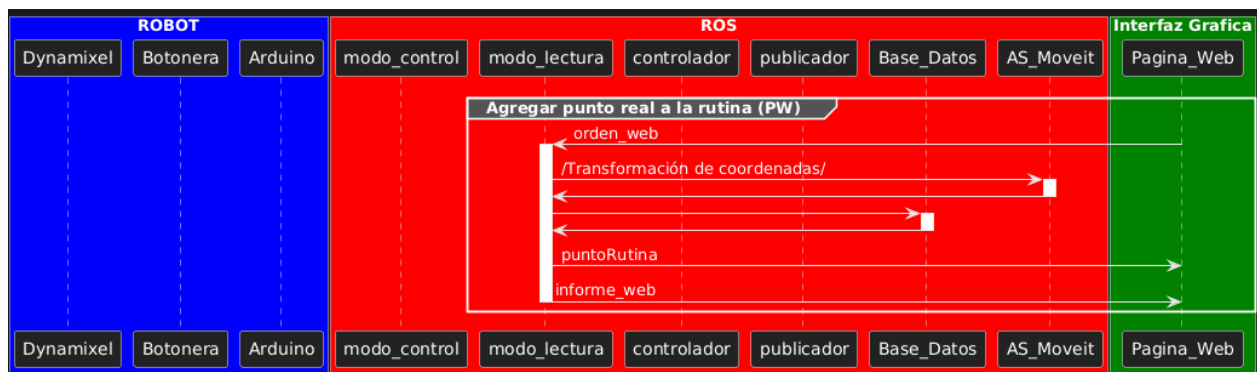 ROBOT
ROS
Interfaz Grafica
Dynamixel
Botonera
Arduino
modo_control
modo_lectura
controlador
publicador
Base_Datos
AS_Moveit
Pagina_Web
Agregar punto real a la rutina (PW)
orden_web
/Transformación de coordenadas/
puntoRutina
informe_web
Dynamixel
Botonera
Arduino
modo_control
modo_lectura
controlador
publicador
Base_Datos
AS_Moveit
Pagina_Web